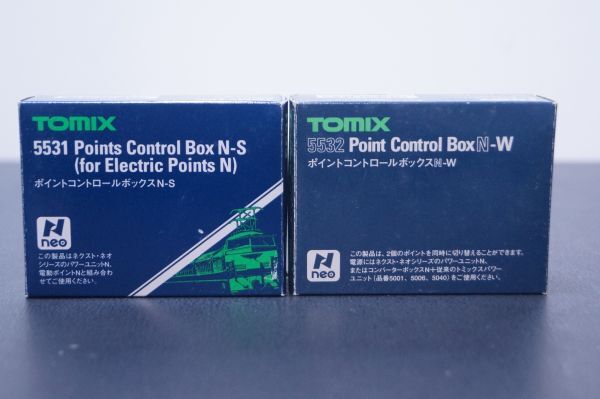 TOMIX
5531 Points Control Box N-S
(for Electric Points N)
ポイントコントロールボックスN-S
N
neo
この製品はネクスト・ネオ
シリーズのパワーユニットN、
電動ポイントNと組み合わ
せてご使用ください。
TOMIX
5532 Point Control Box N-W
ポイントコントロールボックスN-W
N
neo
この製品は、2個のポイントを同時に切り替えることができます。
電源にはネクスト・ネオシリーズのパワーユニットN、
またはコンバーターボックスN+従来のトミックスパワー
ユニット(品番5001、5008、5040)をご使用ください。